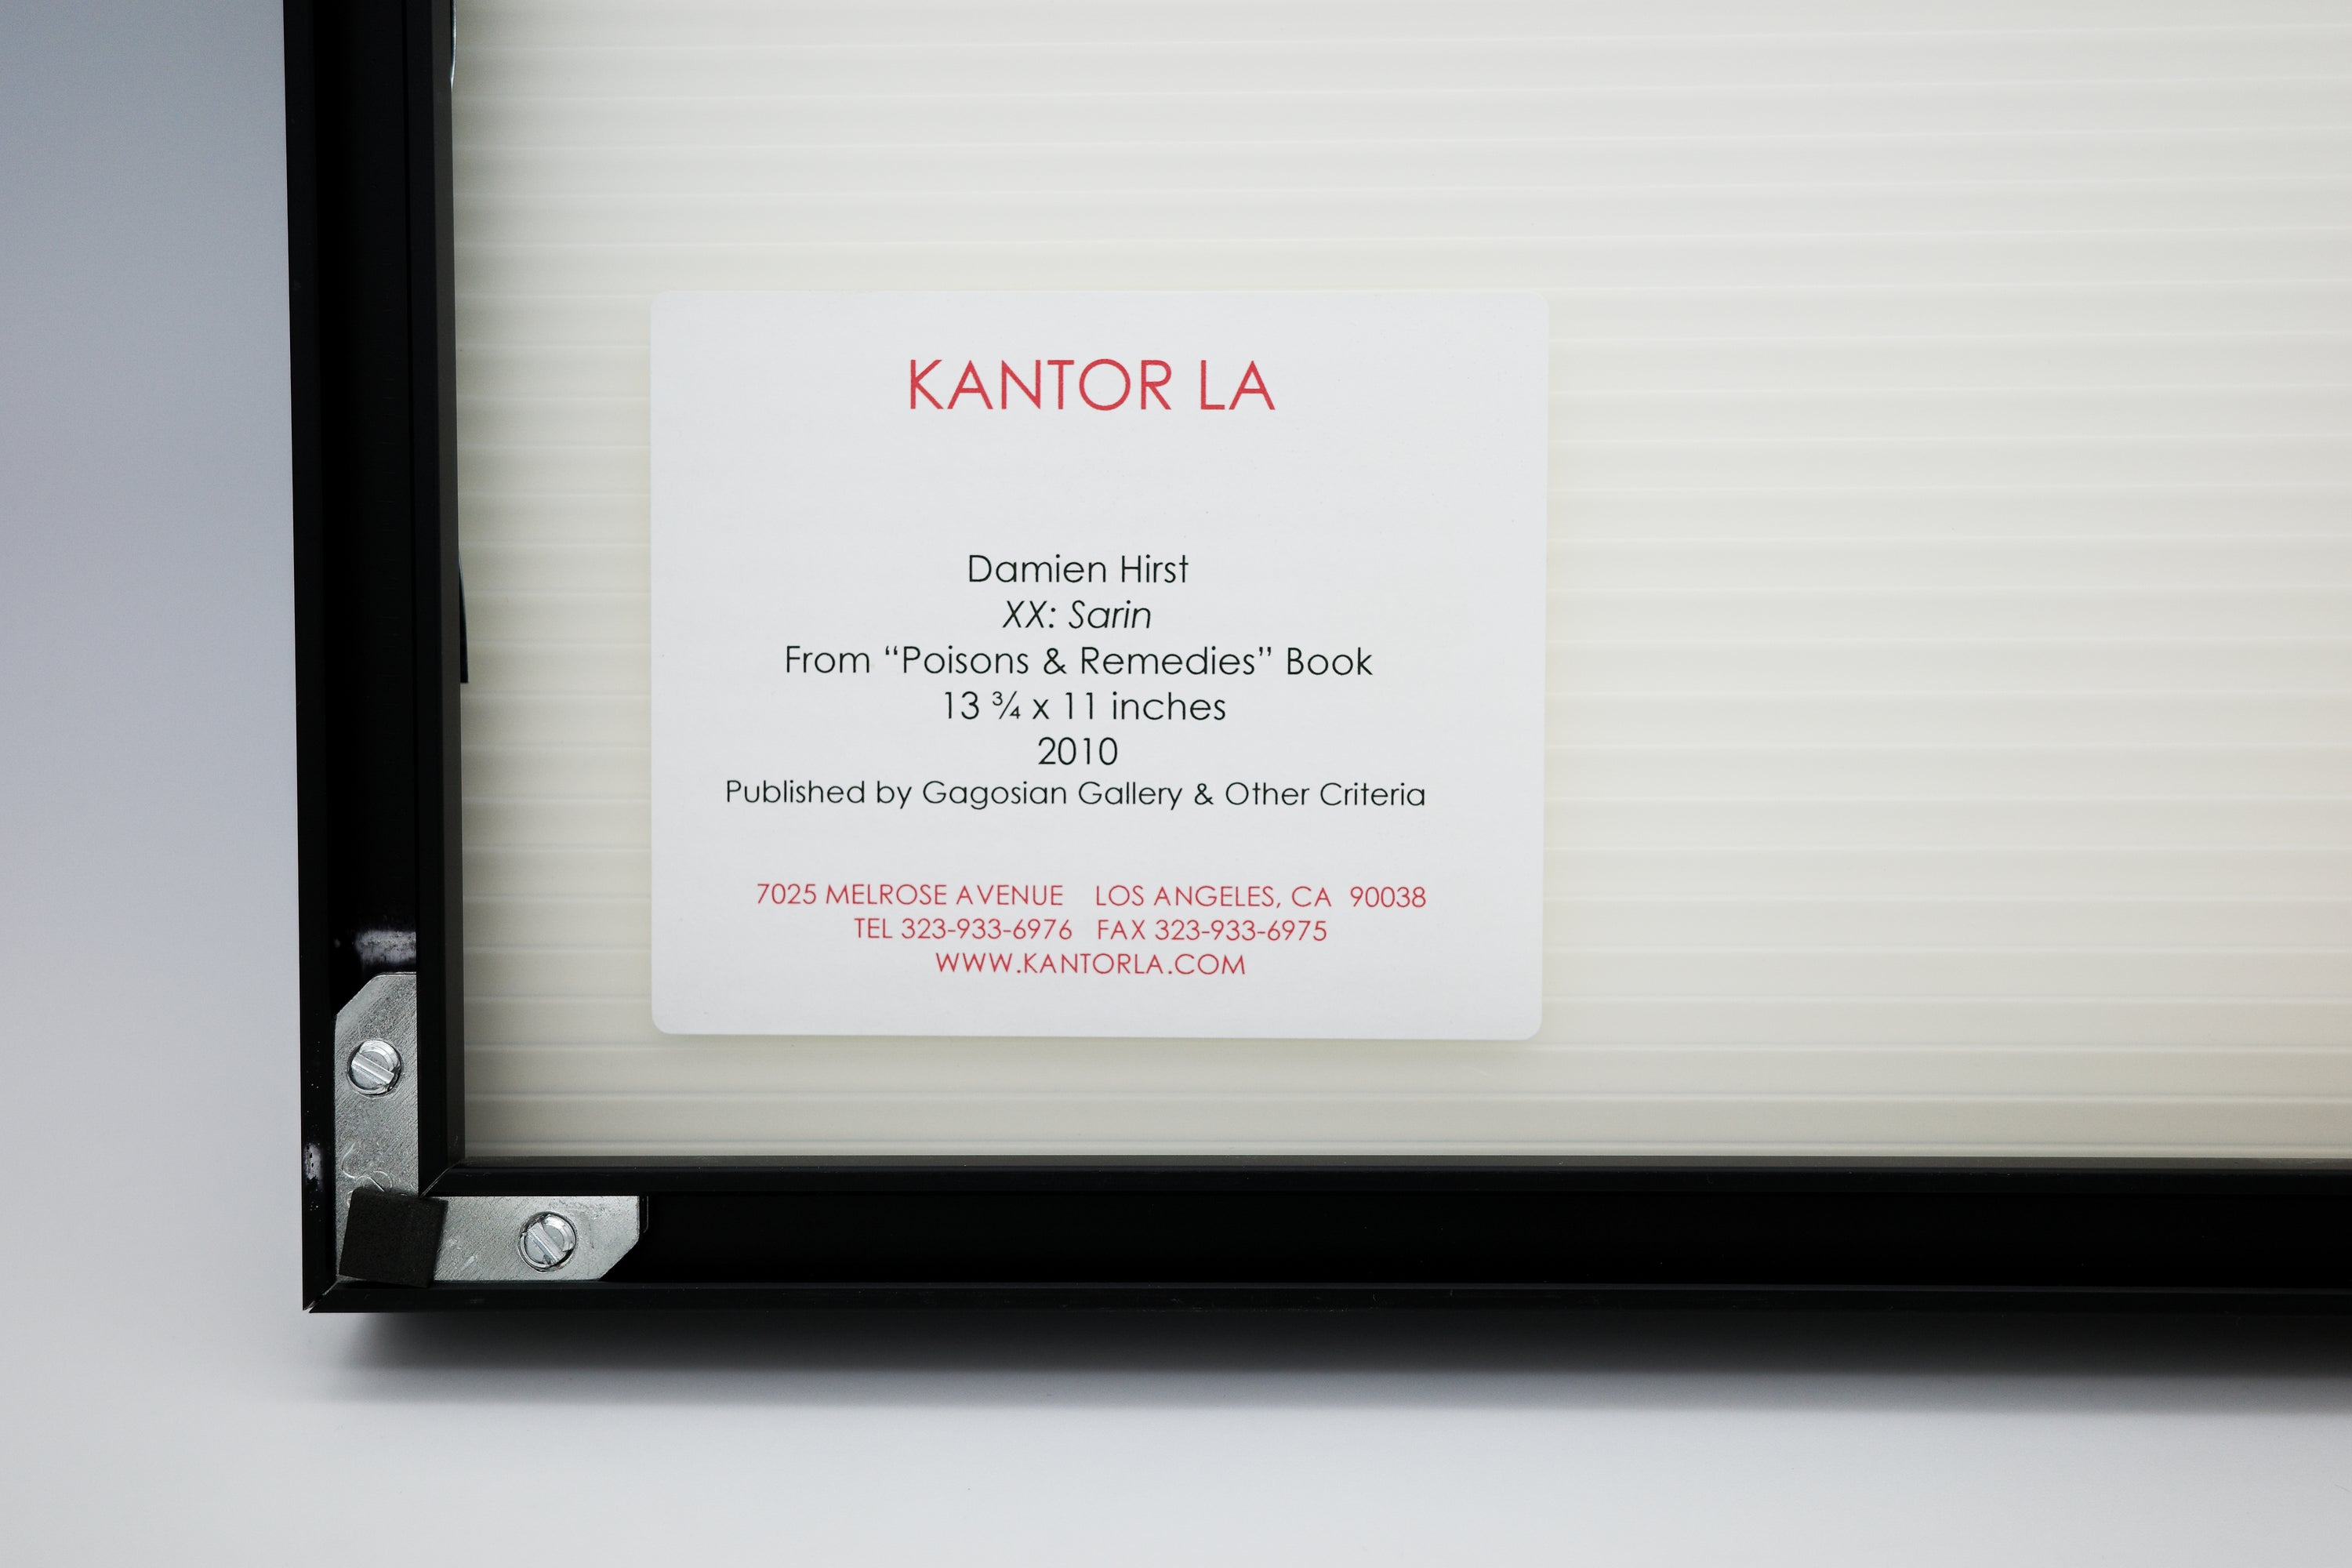 KANTOR LA
Damien Hirst
XX: Sarin
From “Poisons & Remedies” Book
13 ¾ x 11 inches
2010
Published by Gagosian Gallery & Other Criteria
7025 MELROSE AVENUE LOS ANGELES, CA 90038
TEL 323-933-6976 FAX 323-933-6975
WWW.KANTORLA.COM